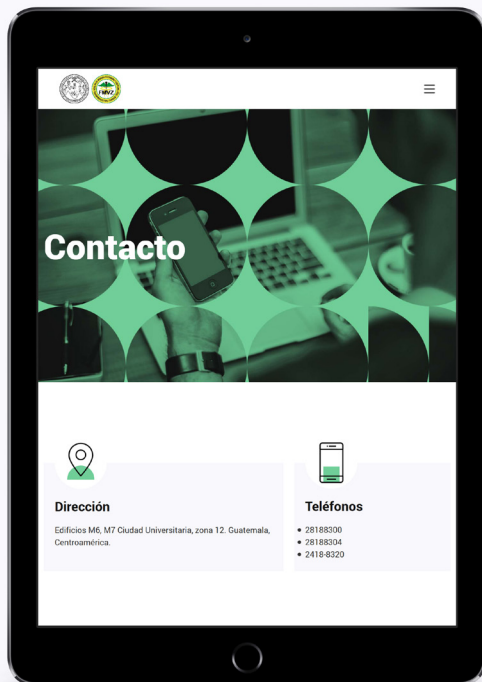 FMVZ
Contacto
Dirección
Edificios M6, M7 Ciudad Universitaria, zona 12. Guatemala,
Centroamérica.
Teléfonos
28188300
28188304
2418-8320